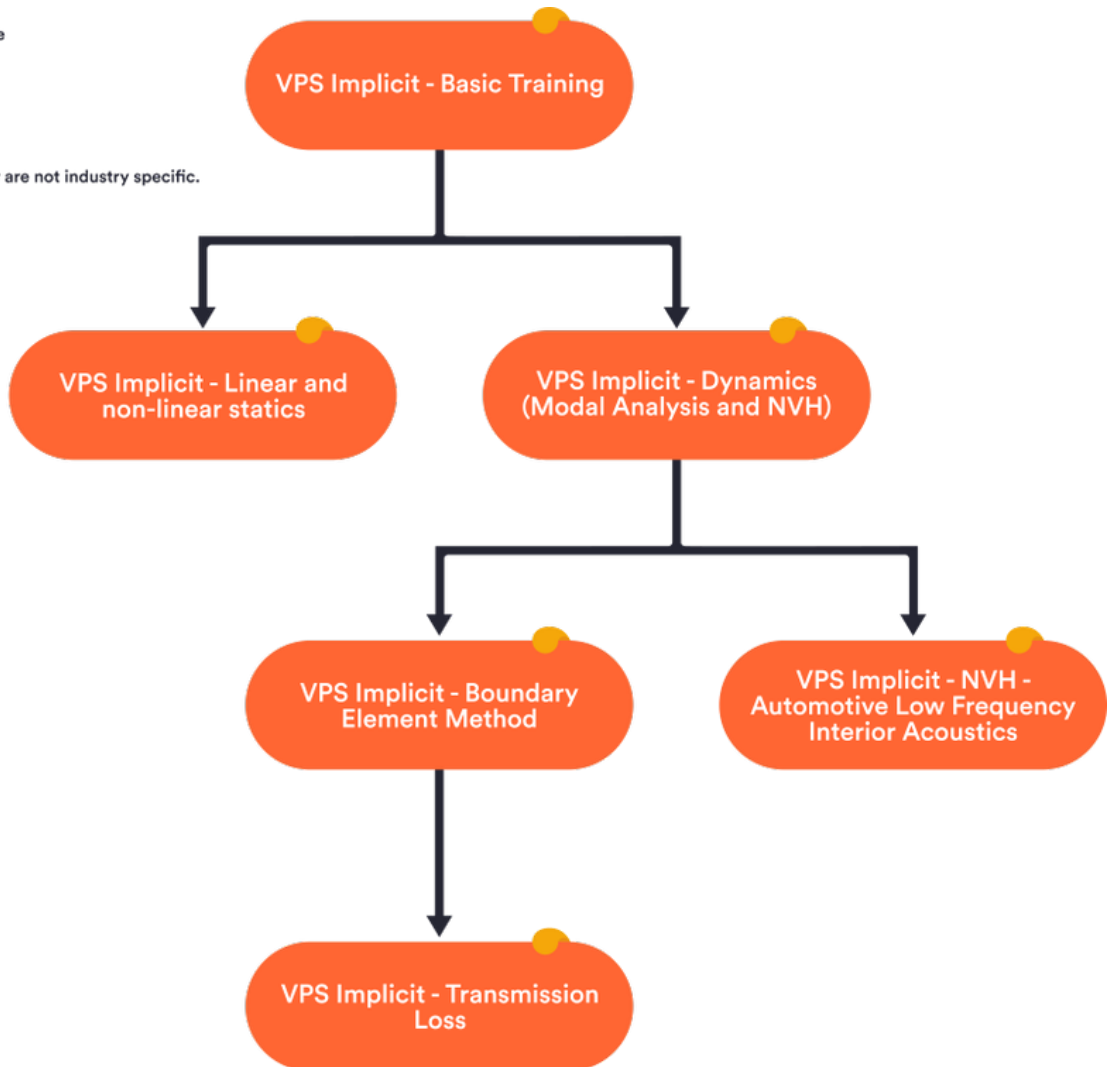 e
VPS Implicit - Basic Training
are not industry specific.
VPS Implicit - Linear and
non-linear statics
VPS Implicit - Dynamics
(Modal Analysis and NVH)
VPS Implicit - Boundary
Element Method
VPS Implicit - NVH -
Automotive Low Frequency
Interior Acoustics
VPS Implicit - Transmission
Loss